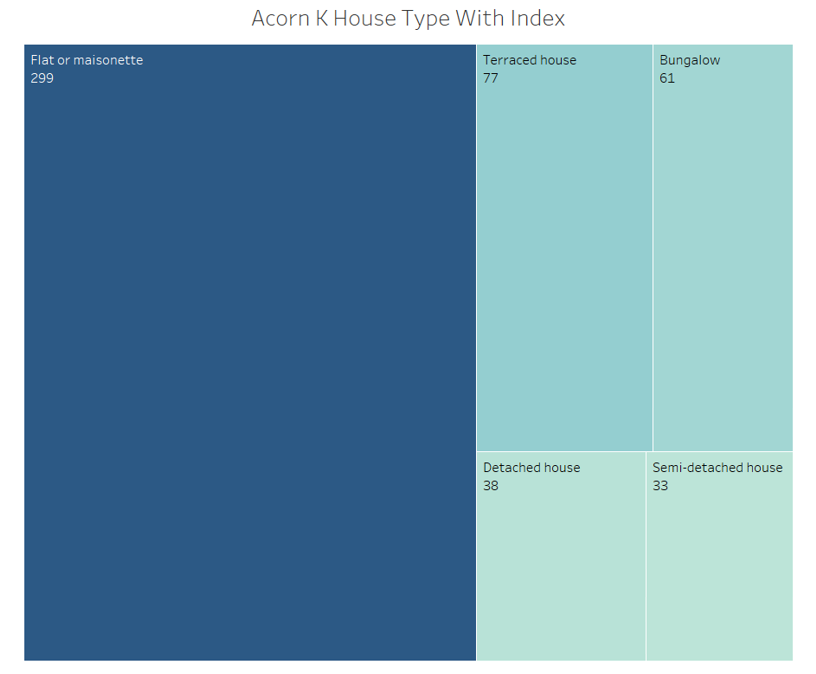 Acorn K House Type With Index
Flat or maisonette
299
Terraced house
77
Bungalow
61
Detached house
38
Semi-detached house
33